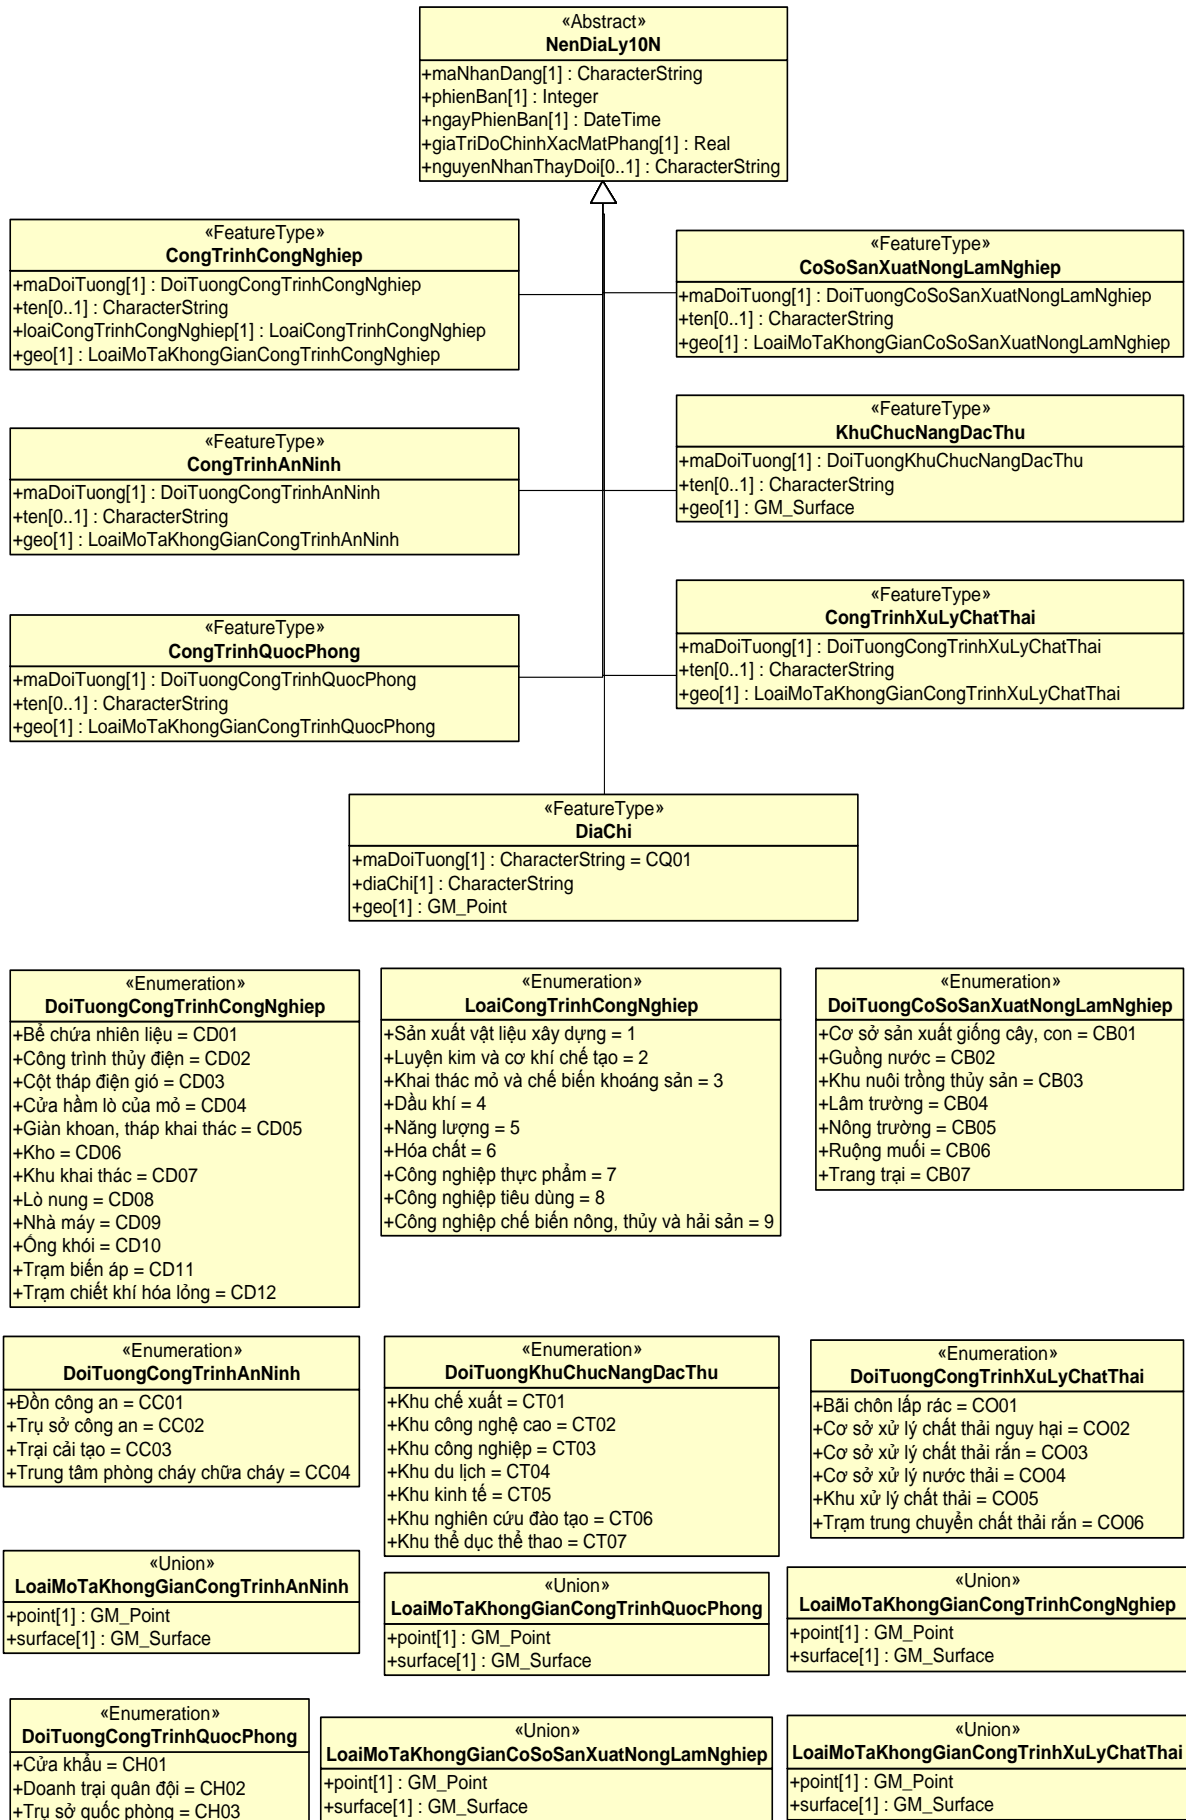 «Abstract»
NenDiaLy10N
+maNhanDang[1] : CharacterString
+phienBan[1] : Integer
+ngayPhienBan[1] : DateTime
+giaTriDoChinhXacMatPhang[1] : Real
+nguyenNhanThayDoi[0..1] : CharacterString
«FeatureType»
CongTrinhCongNghiep
+maDoiTuong[1] : DoiTuongCongTrinhCongNghiep
+ten[0..1] : CharacterString
+loaiCongTrinhCongNghiep[1] : LoaiCongTrinhCongNghiep
+geo[1] : LoaiMoTaKhongGianCongTrinhCongNghiep
«FeatureType»
CoSoSanXuatNongLamNghiep
+maDoiTuong[1] : DoiTuongCoSoSanXuatNongLamNghiep
+ten[0..1] : CharacterString
+geo[1] : LoaiMoTaKhongGianCoSoSanXuatNongLamNghiep
«FeatureType»
CongTrinhAnNinh
+maDoiTuong[1] : DoiTuongCongTrinhAnNinh
+ten[0..1] : CharacterString
+geo[1] : LoaiMoTaKhongGianCongTrinhAnNinh
«FeatureType»
KhuChucNangDacThu
+maDoiTuong[1] : DoiTuongKhuChucNangDacThu
+ten[0..1] : CharacterString
+geo[1] : GM_Surface
«FeatureType»
CongTrinhQuocPhong
+maDoiTuong[1] : DoiTuongCongTrinhQuocPhong
+ten[0..1] : CharacterString
+geo[1] : LoaiMoTaKhongGianCongTrinhQuocPhong
«FeatureType»
CongTrinhXuLyChatThai
+maDoiTuong[1] : DoiTuongCongTrinhXuLyChatThai
+ten[0..1] : CharacterString
+geo[1] : LoaiMoTaKhongGianCongTrinhXuLyChatThai
«FeatureType»
DiaChi
+maDoiTuong[1] : CharacterString = CQ01
+diaChi[1] : CharacterString
+geo[1] : GM_Point
«Enumeration»
DoiTuongCongTrinhCongNghiep
+Bể chứa nhiên liệu = CD01
+Công trình thủy điện = CD02
+Cột tháp điện gió = CD03
+Cửa hầm lò của mỏ = CD04
+Giàn khoan, tháp khai thác = CD05
+Kho = CD06
+Khu khai thác = CD07
+Lò nung = CD08
+Nhà máy = CD09
+Ống khói = CD10
+Trạm biến áp = CD11
+Trạm chiết khí hóa lỏng = CD12
«Enumeration»
LoaiCongTrinhCongNghiep
+Sản xuất vật liệu xây dựng = 1
+Luyện kim và cơ khí chế tạo = 2
+Khai thác mỏ và chế biến khoáng sản = 3
+Dầu khí = 4
+Năng lượng = 5
+Hóa chất = 6
+Công nghiệp thực phẩm = 7
+Công nghiệp tiêu dùng = 8
+Công nghiệp chế biến nông, thủy và hải sản = 9
«Enumeration»
DoiTuongCoSoSanXuatNongLamNghiep
+Cơ sở sản xuất giống cây, con = CB01
+Guồng nước = CB02
+Khu nuôi trồng thủy sản = CB03
+Lâm trường = CB04
+Nông trường = CB05
+Ruộng muối = CB06
+Trang trại = CB07
«Enumeration»
DoiTuongCongTrinhAnNinh
+Đồn công an = CC01
+Trụ sở công an = CC02
+Trại cải tạo = CC03
+Trung tâm phòng cháy chữa cháy = CC04
«Enumeration»
DoiTuongKhuChucNangDacThu
+Khu chế xuất = CT01
+Khu công nghệ cao = CT02
+Khu công nghiệp = CT03
+Khu du lịch = CT04
+Khu kinh tế = CT05
+Khu nghiên cứu đào tạo = CT06
+Khu thể dục thể thao = CT07
«Enumeration»
DoiTuongCongTrinhXuLyChatThai
+Bãi chôn lấp rác = CO01
+Cơ sở xử lý chất thải nguy hại = CO02
+Cơ sở xử lý chất thải rắn = CO03
+Cơ sở xử lý nước thải = CO04
+Khu xử lý chất thải = CO05
+Trạm trung chuyển chất thải rắn = CO06
«Union»
LoaiMoTaKhongGianCongTrinhAnNinh
+point[1] : GM_Point
+surface[1] : GM_Surface
«Union»
LoaiMoTaKhongGianCongTrinhQuocPhong
+point[1] : GM_Point
+surface[1] : GM_Surface
«Union»
LoaiMoTaKhongGianCongTrinhCongNghiep
+point[1] : GM_Point
+surface[1] : GM_Surface
«Enumeration»
DoiTuongCongTrinhQuocPhong
+Cửa khẩu = CH01
+Doanh trại quân đội = CH02
+Trụ sở quốc phòng = CH03
«Union»
LoaiMoTaKhongGianCoSoSanXuatNongLamNghiep
+point[1] : GM_Point
+surface[1] : GM_Surface
«Union»
LoaiMoTaKhongGianCongTrinhXuLyChatThai
+point[1] : GM_Point
+surface[1] : GM_Surface